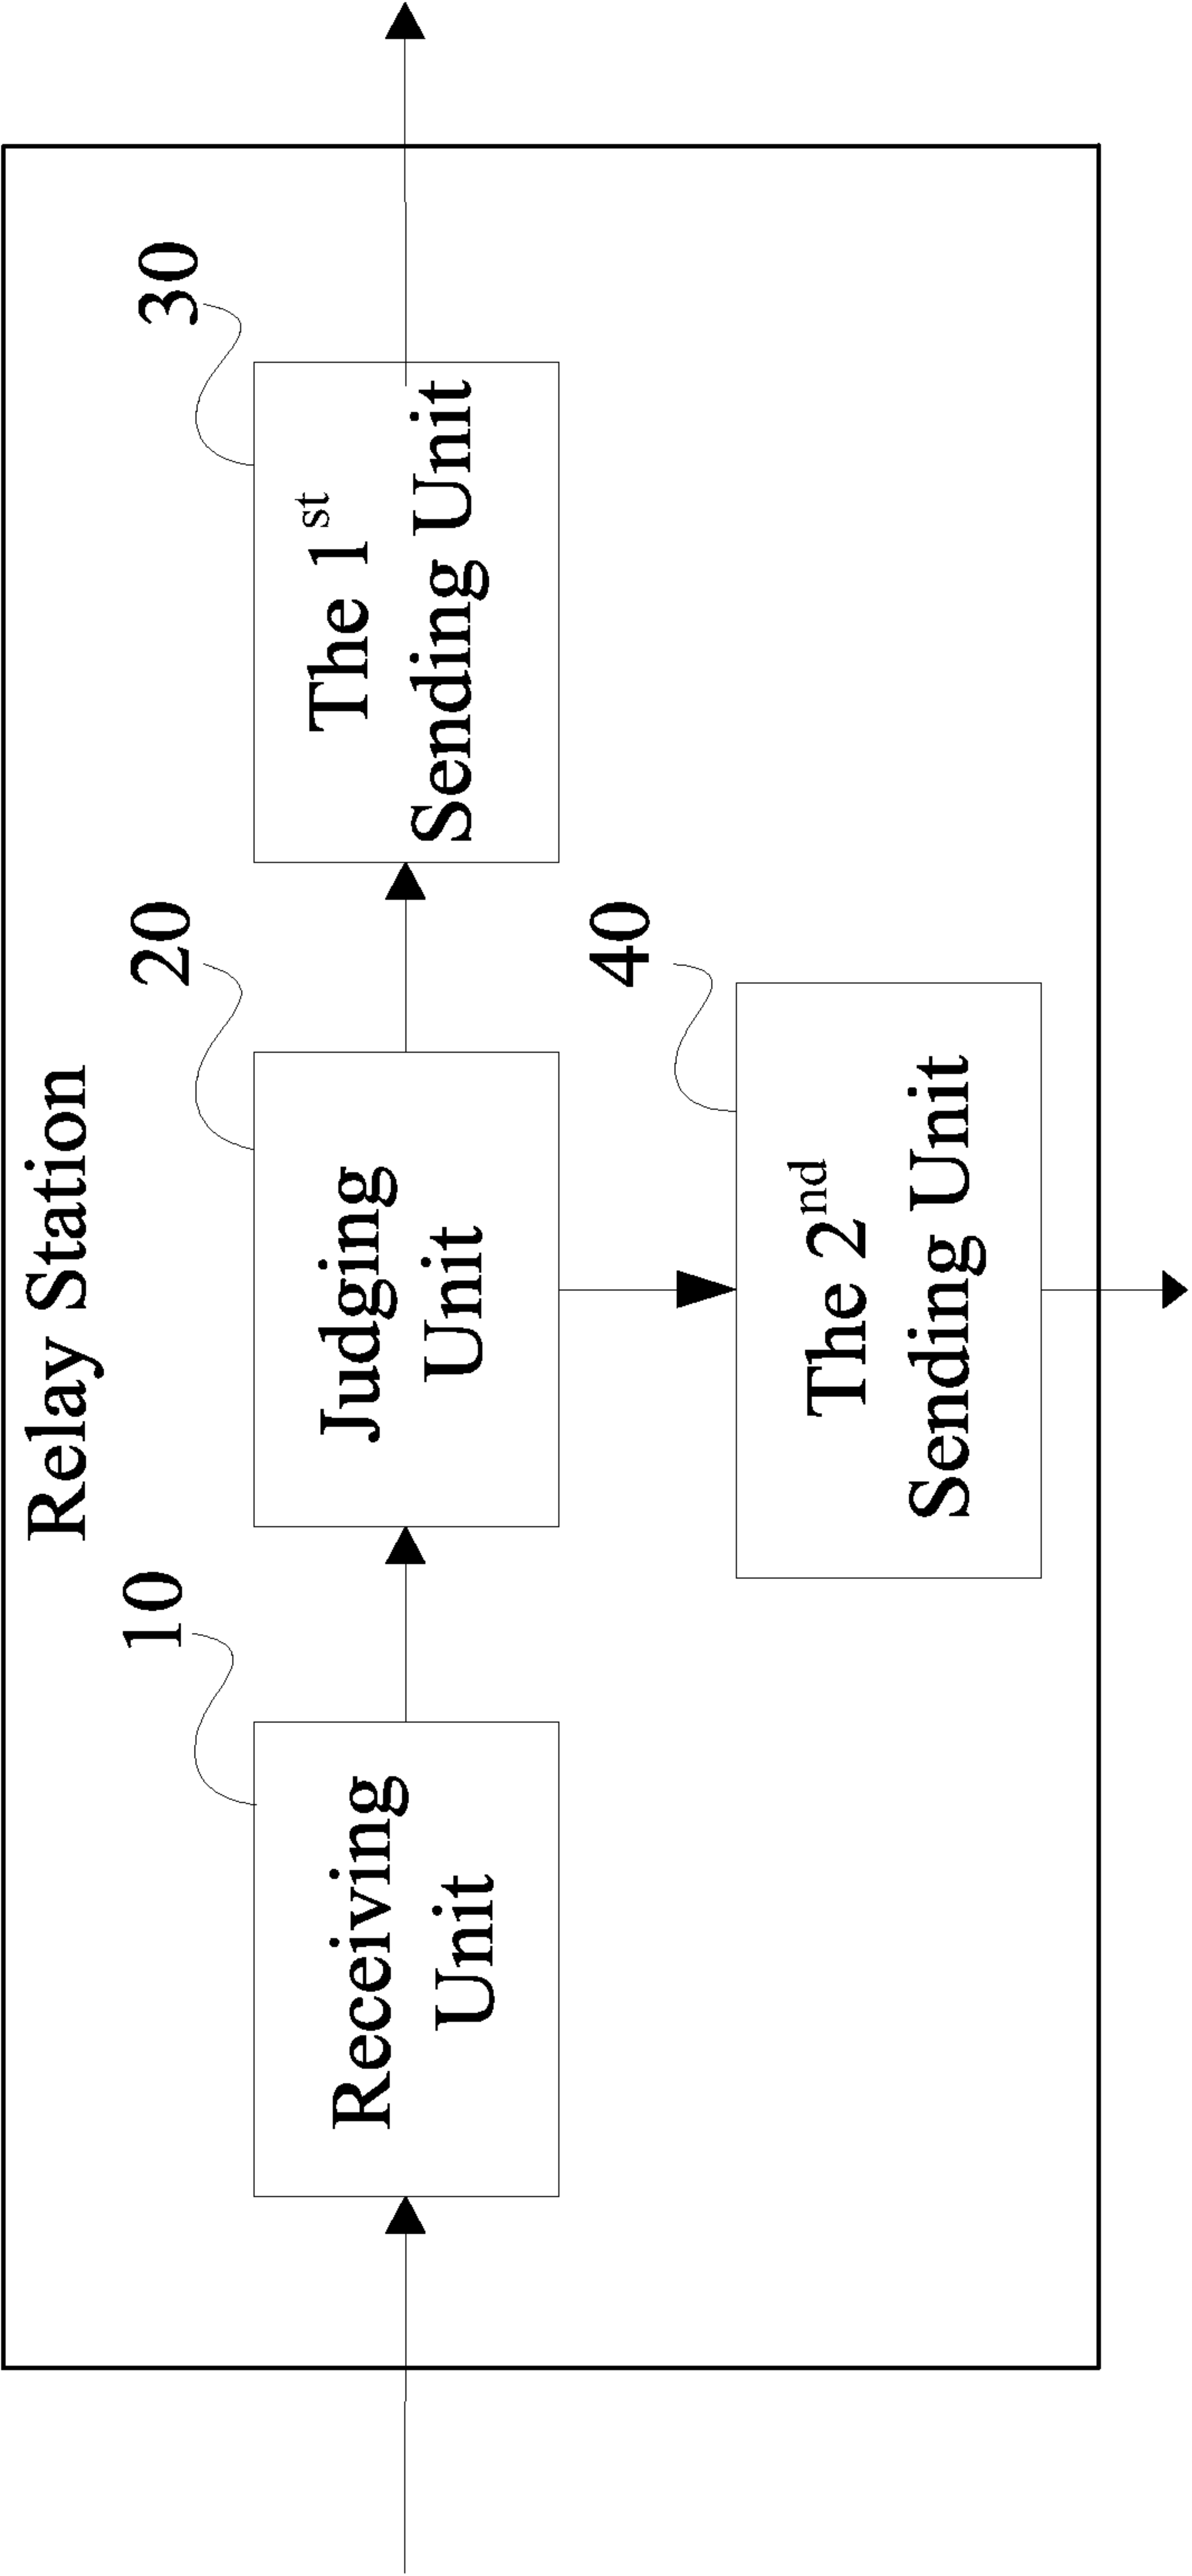 Relay Station
10
20
30
Receiving
Unit
Judging
Unit
The 1st
Sending Unit
40
The 2nd
Sending Unit